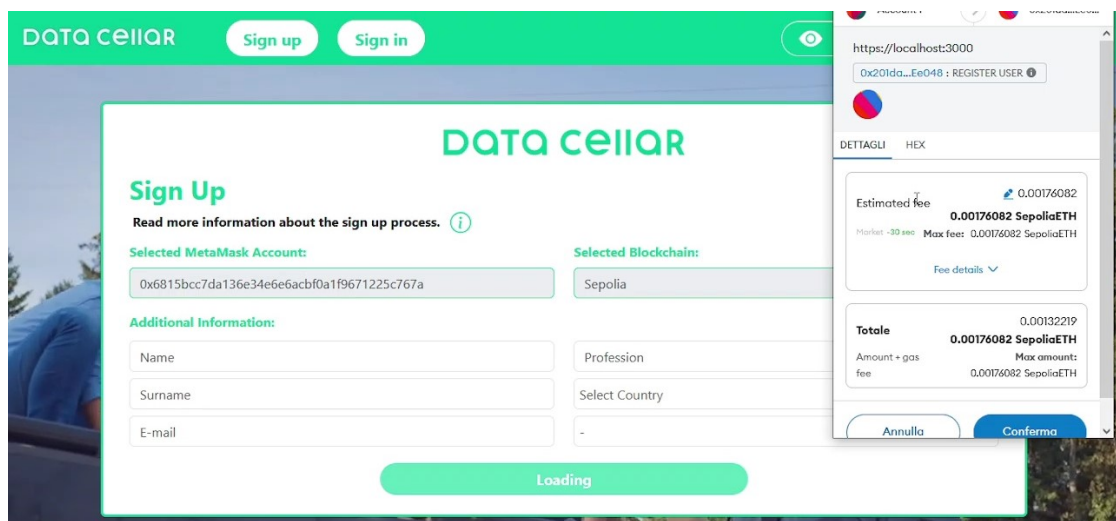 DATA CELLAR
Sign up
Sign in
DATA CELLAR
Sign Up
Read more information about the sign up process. i
Selected MetaMask Account:
Selected Blockchain:
0x6815bcc7da136e34e6e6acbf0a1f9671225c767a
Sepolia
Additional Information:
Name
Profession
Surname
Select Country
E-mail
-
Loading
https://localhost:3000
0x201da...Ee048 : REGISTER USER
DETTAGLI HEX
Estimated fee
0.00176082
0.00176082 SepoliaETH
Market ~30 sec Max fee: 0.00176082 SepoliaETH
Fee details
Totale
0.00132219
0.00176082 SepoliaETH
Amount + gas fee
Max amount:
0.00176082 SepoliaETH
Annulla
Conferma